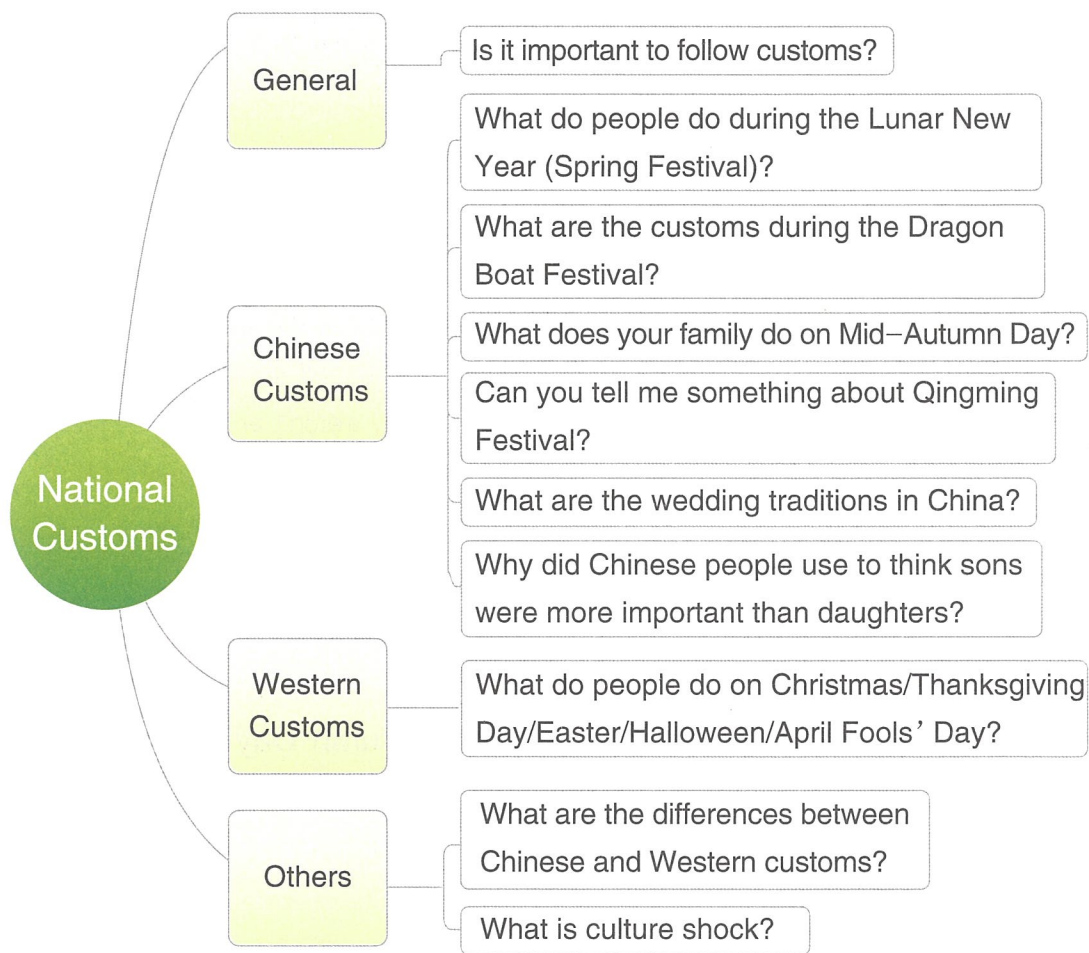 General
Is it important to follow customs?
What do people do during the Lunar New
Year (Spring Festival)?
What are the customs during the Dragon
Boat Festival?
Chinese
Customs
What does your family do on Mid–Autumn Day?
Can you tell me something about Qingming
Festival?
What are the wedding traditions in China?
Why did Chinese people use to think sons
were more important than daughters?
National
Customs
Western
Customs
What do people do on Christmas/Thanksgiving
Day/Easter/Halloween/April Fools’ Day?
Others
What are the differences between
Chinese and Western customs?
What is culture shock?